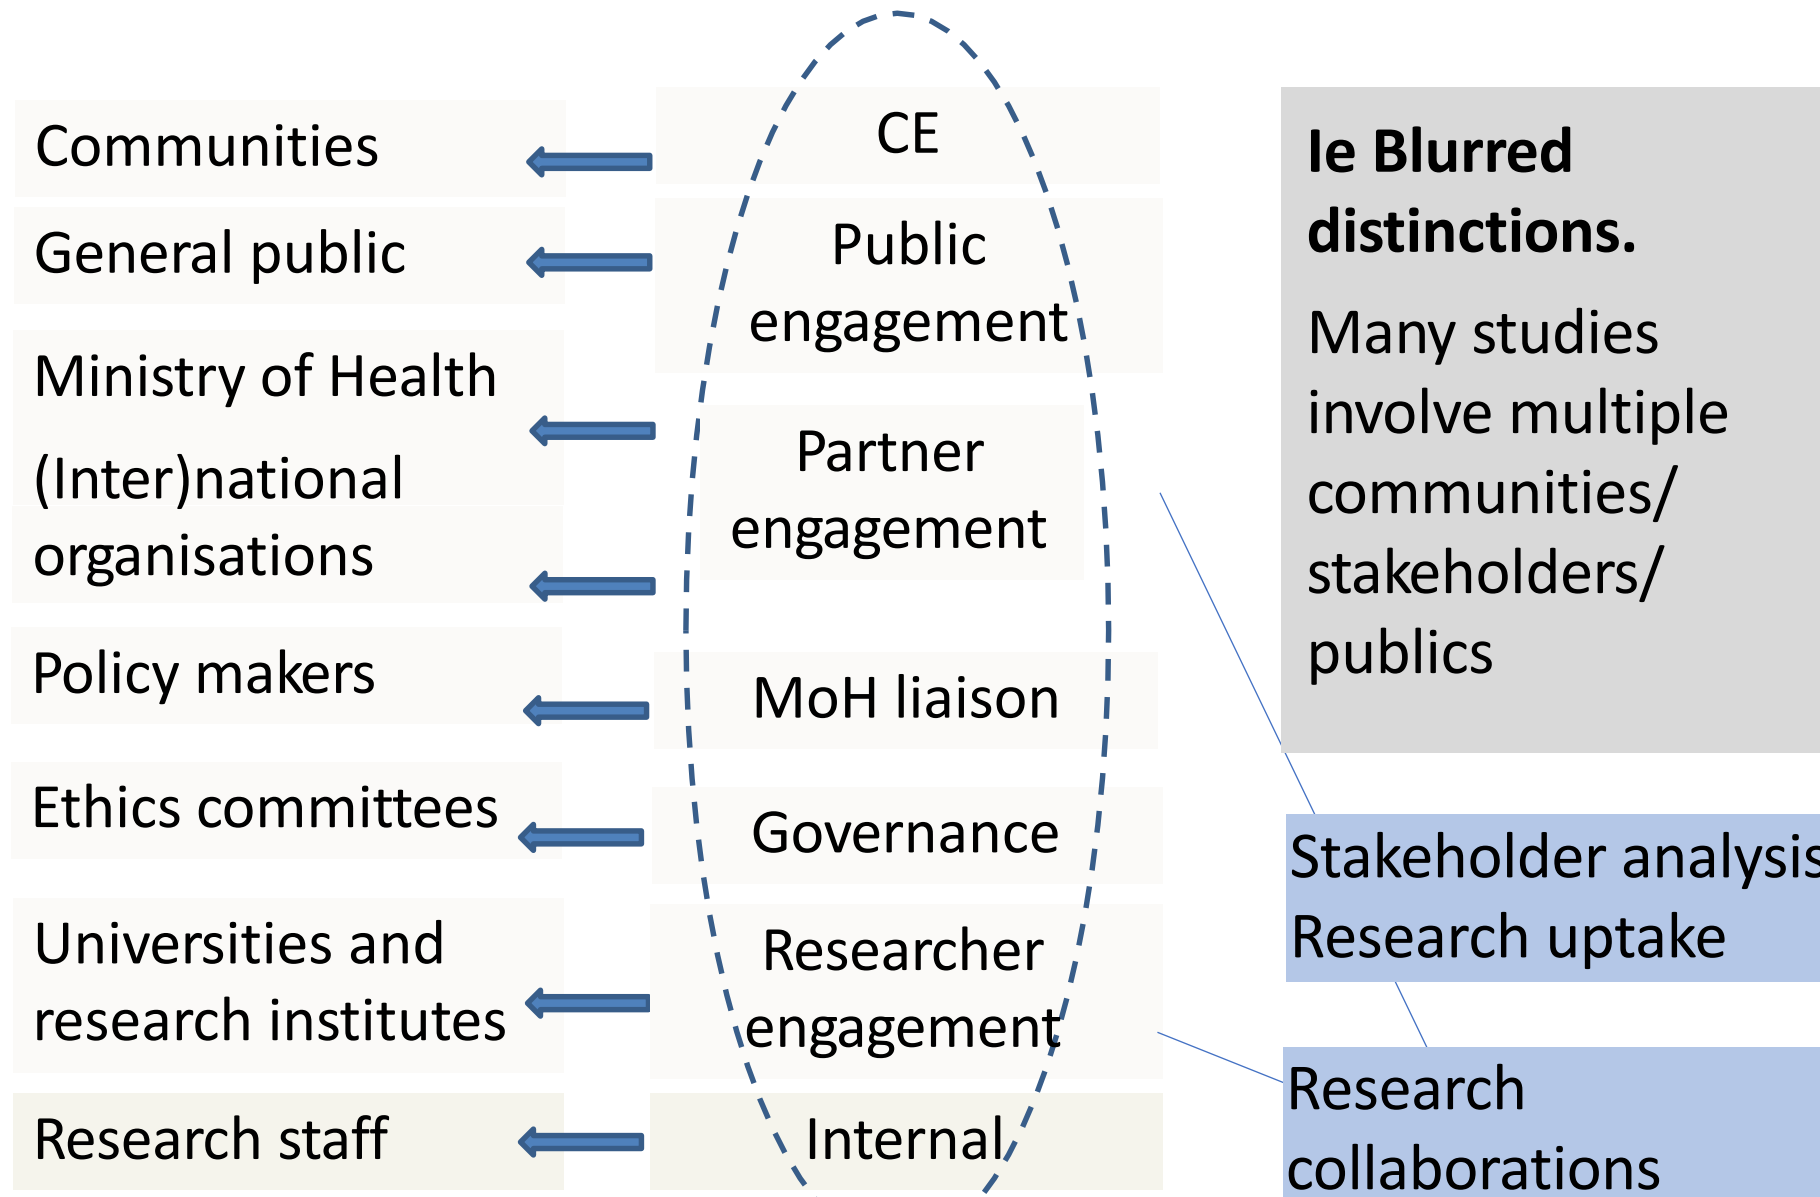 Communities
General public
Ministry of Health
(Inter)national
organisations
Policy makers
Ethics committees
Universities and
research institutes
Research staff
CE
Public
engagement
Partner
engagement
MoH liaison
Governance
Researcher
engagement
Internal
Ie Blurred
distinctions.
Many studies
involve multiple
communities/
stakeholders/
publics
Stakeholder analysis
Research uptake
Research
collaborations